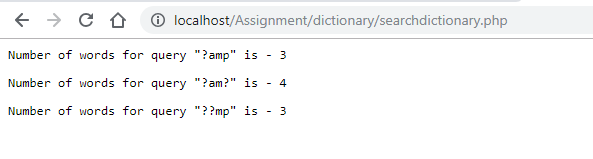 localhost/Assignment/dictionary/searchdictionary.php
Number of words for query "?amp" is - 3
Number of words for query "?am?" is - 4
Number of words for query "??mp" is - 3